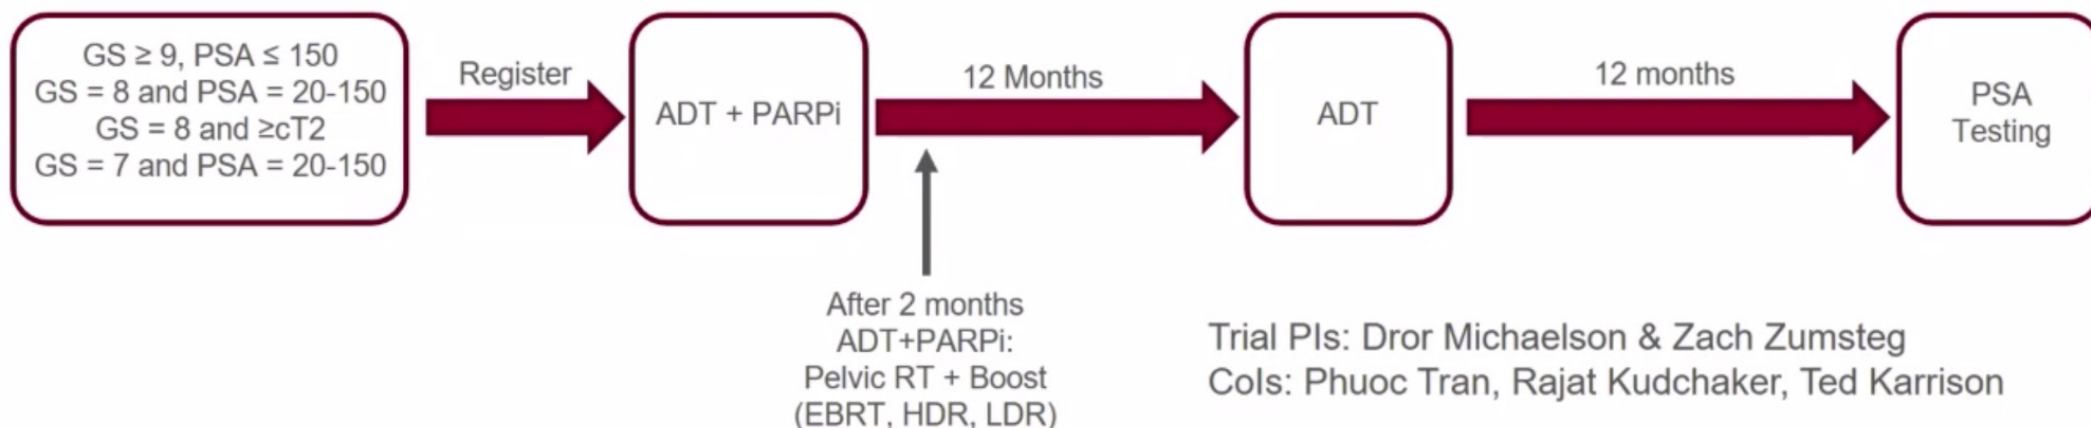 GS ≥ 9, PSA ≤ 150
GS = 8 and PSA = 20-150
GS = 8 and ≥cT2
GS = 7 and PSA = 20-150
Register
ADT + PARPi
12 Months
ADT
12 months
PSA
Testing
After 2 months
ADT+PARPi:
Pelvic RT + Boost
(EBRT, HDR, LDR)
Trial PIs: Dror Michaelson & Zach Zumsteg
CoIs: Phuoc Tran, Rajat Kudchaker, Ted Karrison